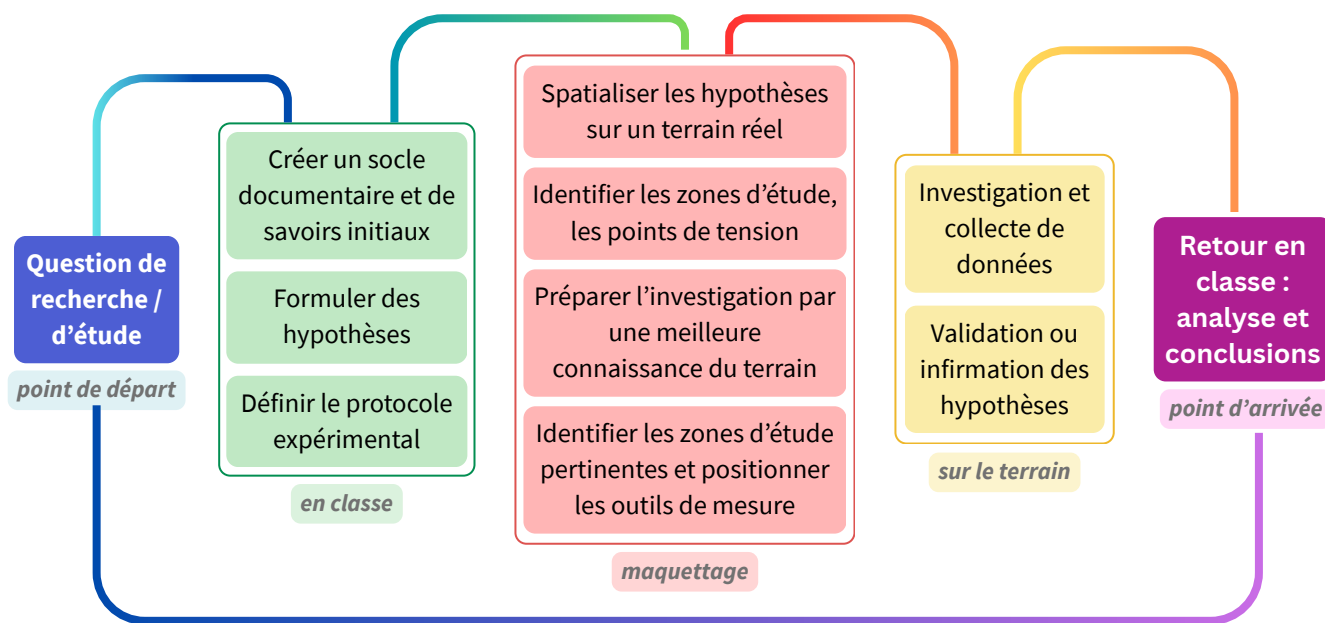 Question de
recherche /
d’étude
point de départ
Créer un socle
documentaire et de
savoirs initiaux
Formuler des
hypothèses
Définir le protocole
expérimental
en classe
Spatialiser les hypothèses
sur un terrain réel
Identifier les zones d’étude,
les points de tension
Préparer l’investigation par
une meilleure
connaissance du terrain
Identifier les zones d’étude
pertinentes et positionner
les outils de mesure
maquettage
Investigation et
collecte de
données
Validation ou
infirmation des
hypothèses
sur le terrain
Retour en
classe :
analyse et
conclusions
point d’arrivée